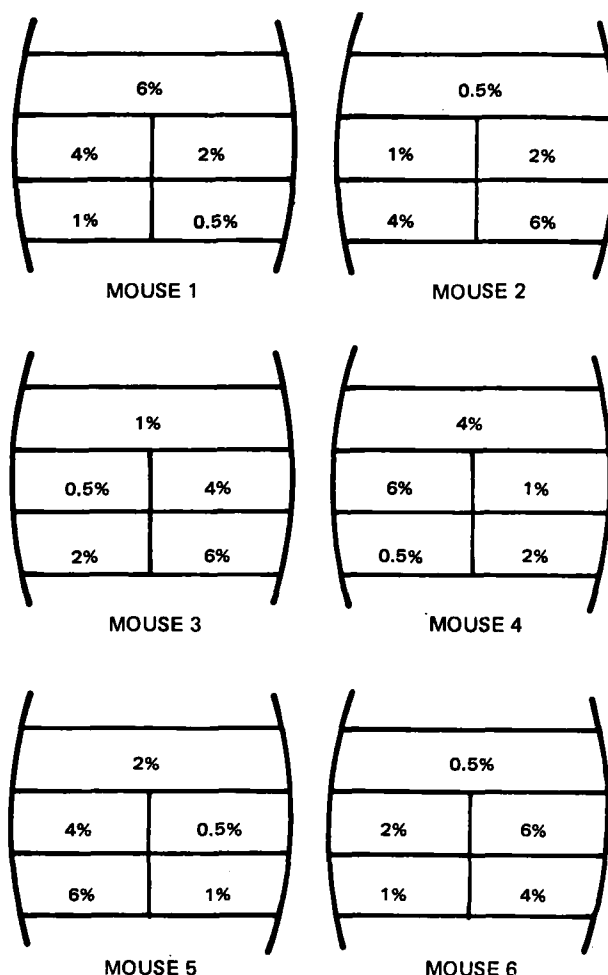 6% 0.5%
4% 2% 1% 2%
1% 0.5% 4% 6%
MOUSE 1 MOUSE 2
1% 4%
0.5% 4% 6% 1%
2% 6% 0.5% 2%
MOUSE 3 MOUSE 4
2% 0.5%
4% 0.5% 2% 6%
6% 1% 1% 4%
MOUSE 5 MOUSE 6